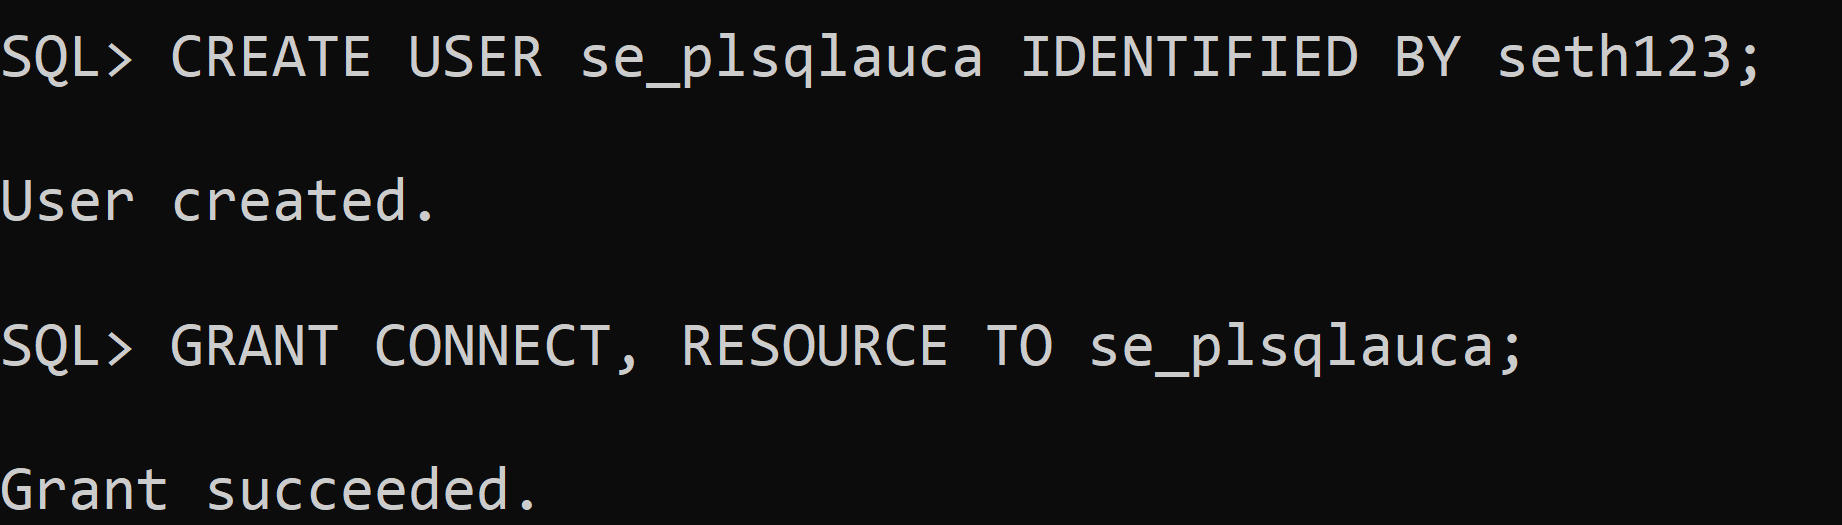 SQL> CREATE USER se_plsqlauca IDENTIFIED BY seth123;
User created.
SQL> GRANT CONNECT, RESOURCE TO se_plsqlauca;
Grant succeeded.